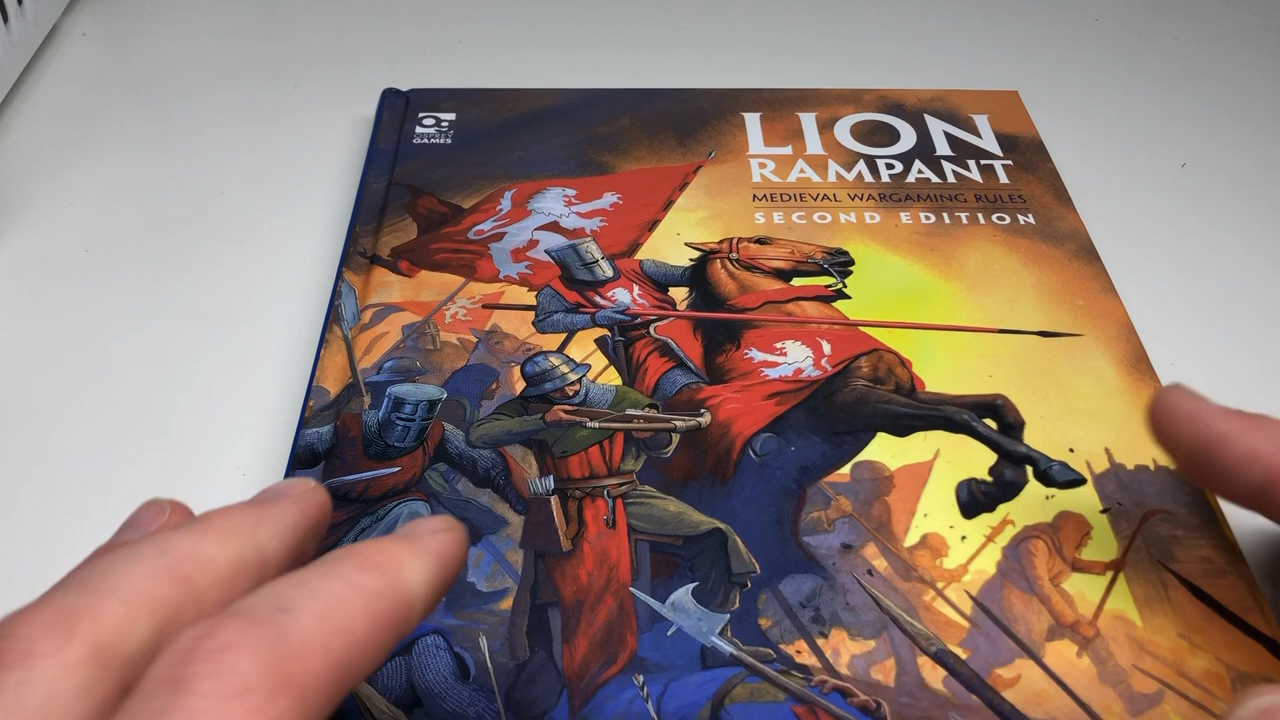 OSPREY
GAMES
LION
RAMPANT
MEDIEVAL WARGAMING RULES
SECOND EDITION